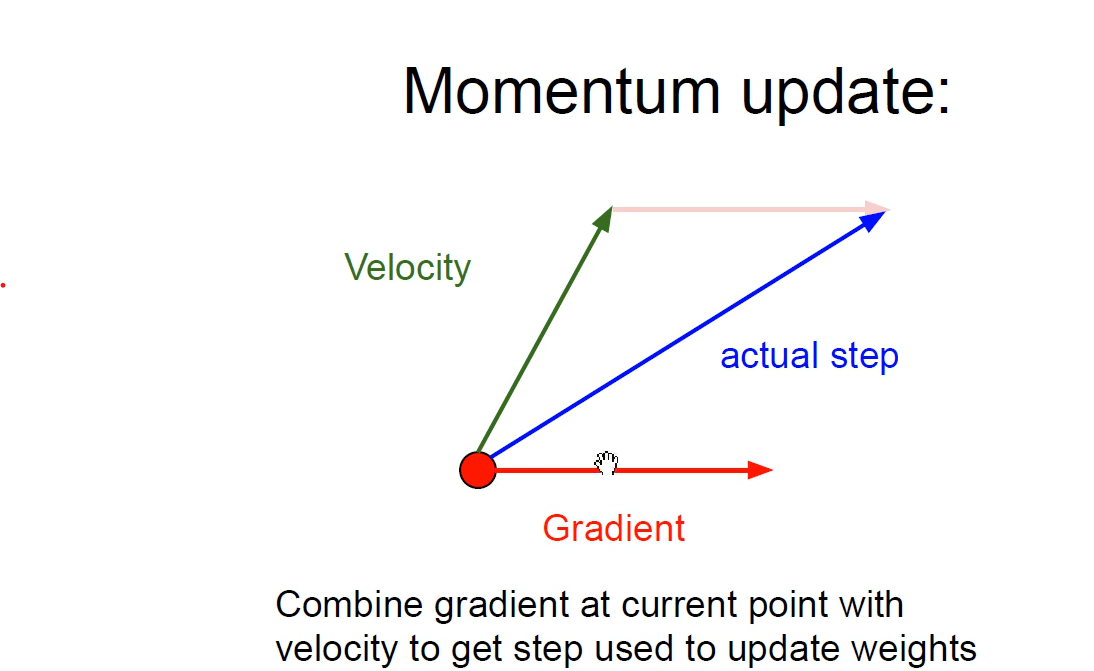 Momentum update:
Velocity
actual step
Gradient
Combine gradient at current point with
velocity to get step used to update weights